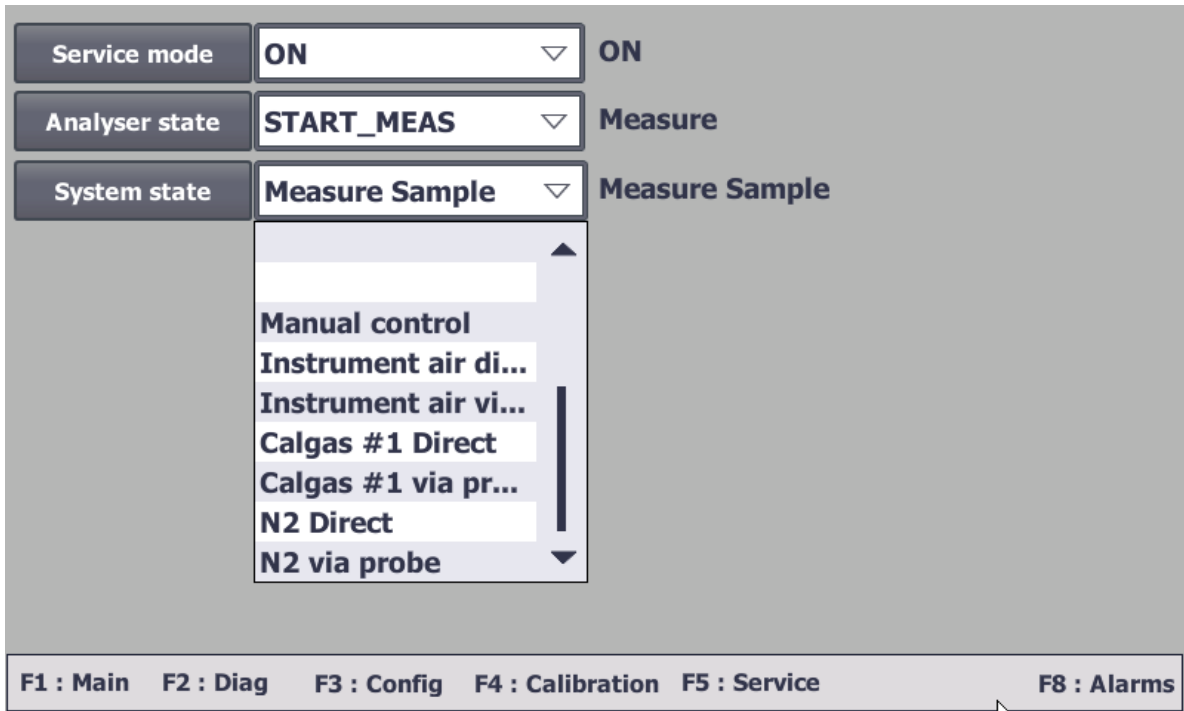 Service mode ON ON
Analyser state START_MEAS Measure
System state Measure Sample Measure Sample
Manual control
Instrument air di...
Instrument air vi...
Calgas #1 Direct
Calgas #1 via pr...
N2 Direct
N2 via probe
F1 : Main F2 : Diag F3 : Config F4 : Calibration F5 : Service F8 : Alarms